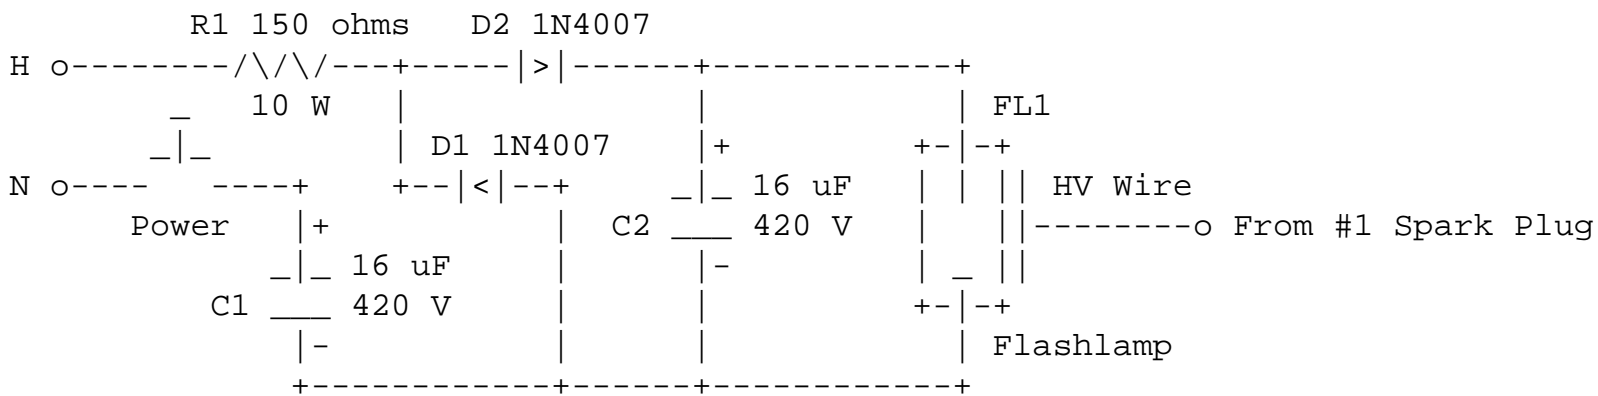 R1 150 ohms D2 1N4007
H o--------/\/\/---+-----|>|------+------------+
_ 10 W | | | FL1
_|_ | D1 1N4007 |+ +-|-+
N o---- ----+ +--|<|--+ _|_ 16 uF | | || HV Wire
Power |+ | C2 ___ 420 V | ||--------o From #1 Spark Plug
_|_ 16 uF | |- | _ ||
C1 ___ 420 V | | +-|-+
|- | | | Flashlamp
+------------+------+------------+